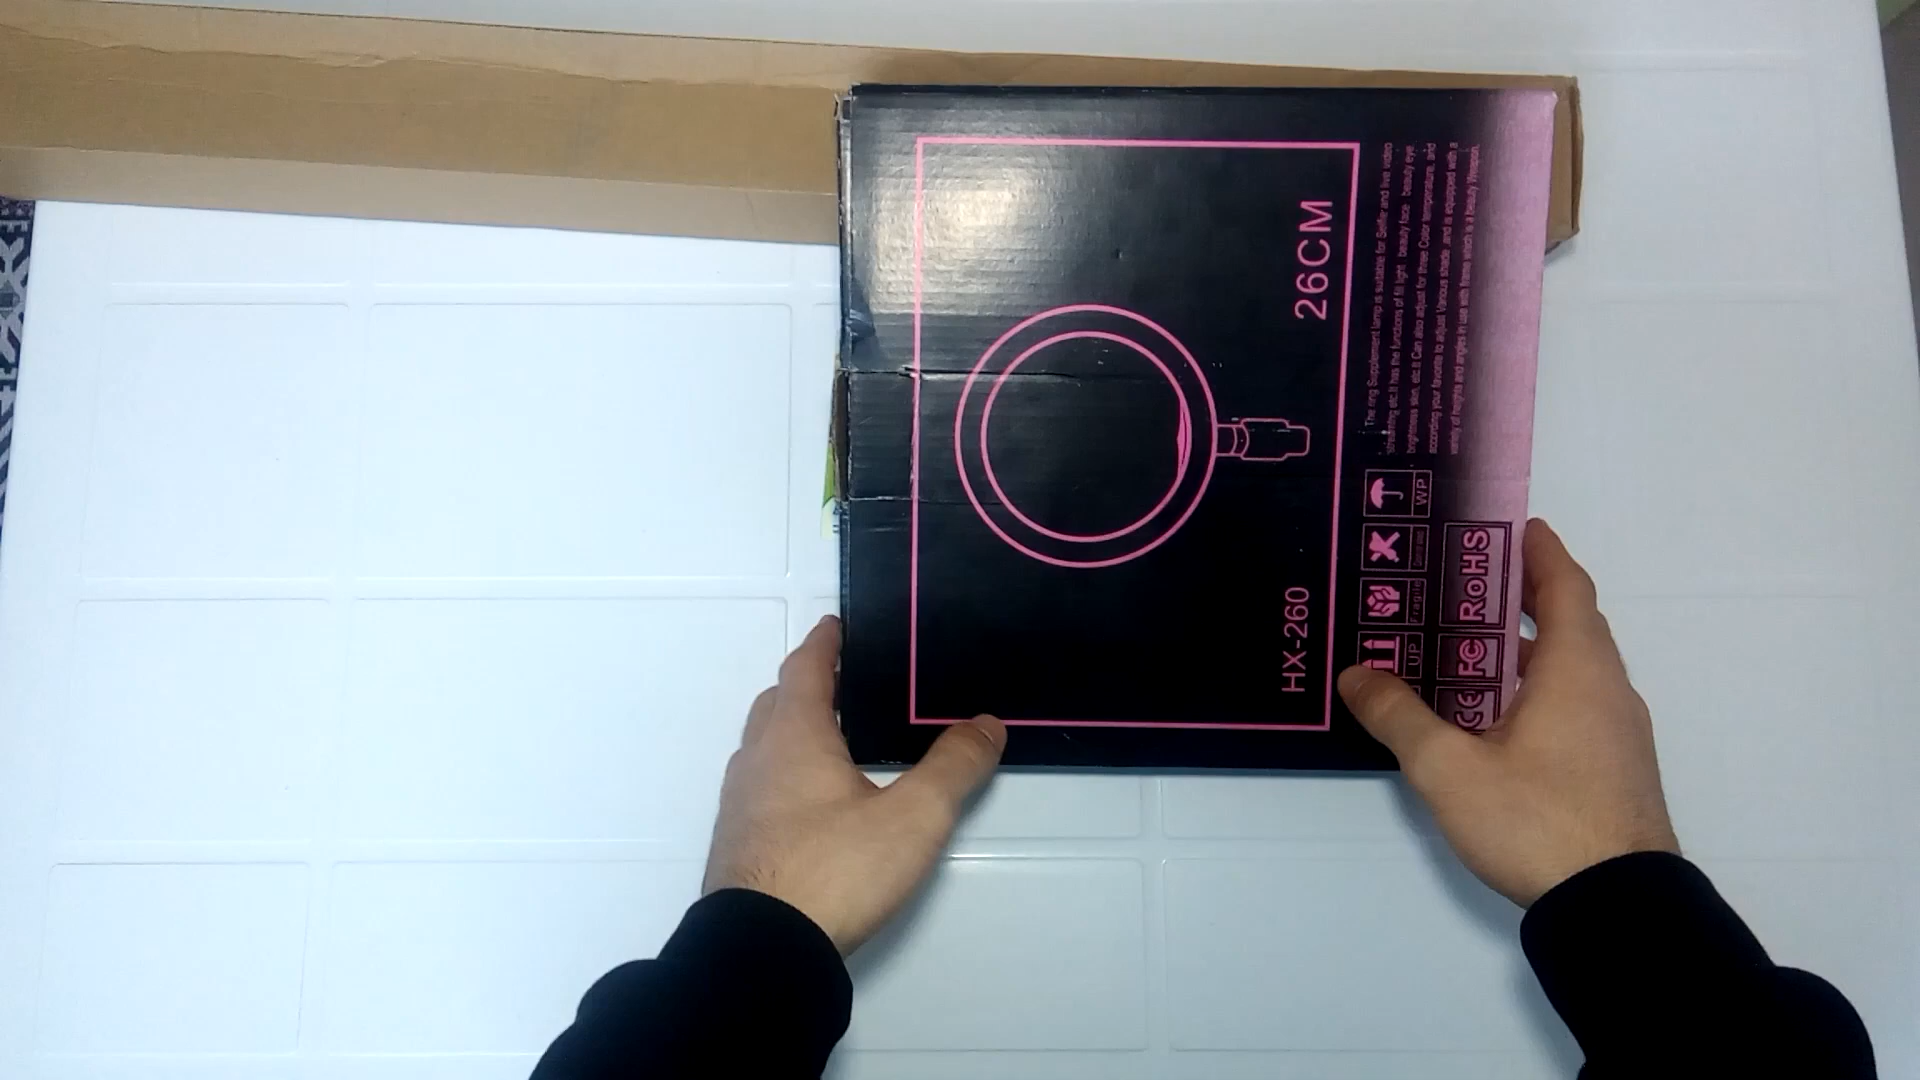 26CM
HX-260
The ring Supplement lamp is suitable for Selfie and live video
streaming etc.It has the functions of fill light beauty face beauty eye
brightness skin, etc.It Can also adjust for three Color temperature, and
according your favorite to adjust Various shade and is equipped with a
variety of heights and angles in use with frame which is a beauty Weapon.
UP
Fragile
WP
CE
FC
RoHS